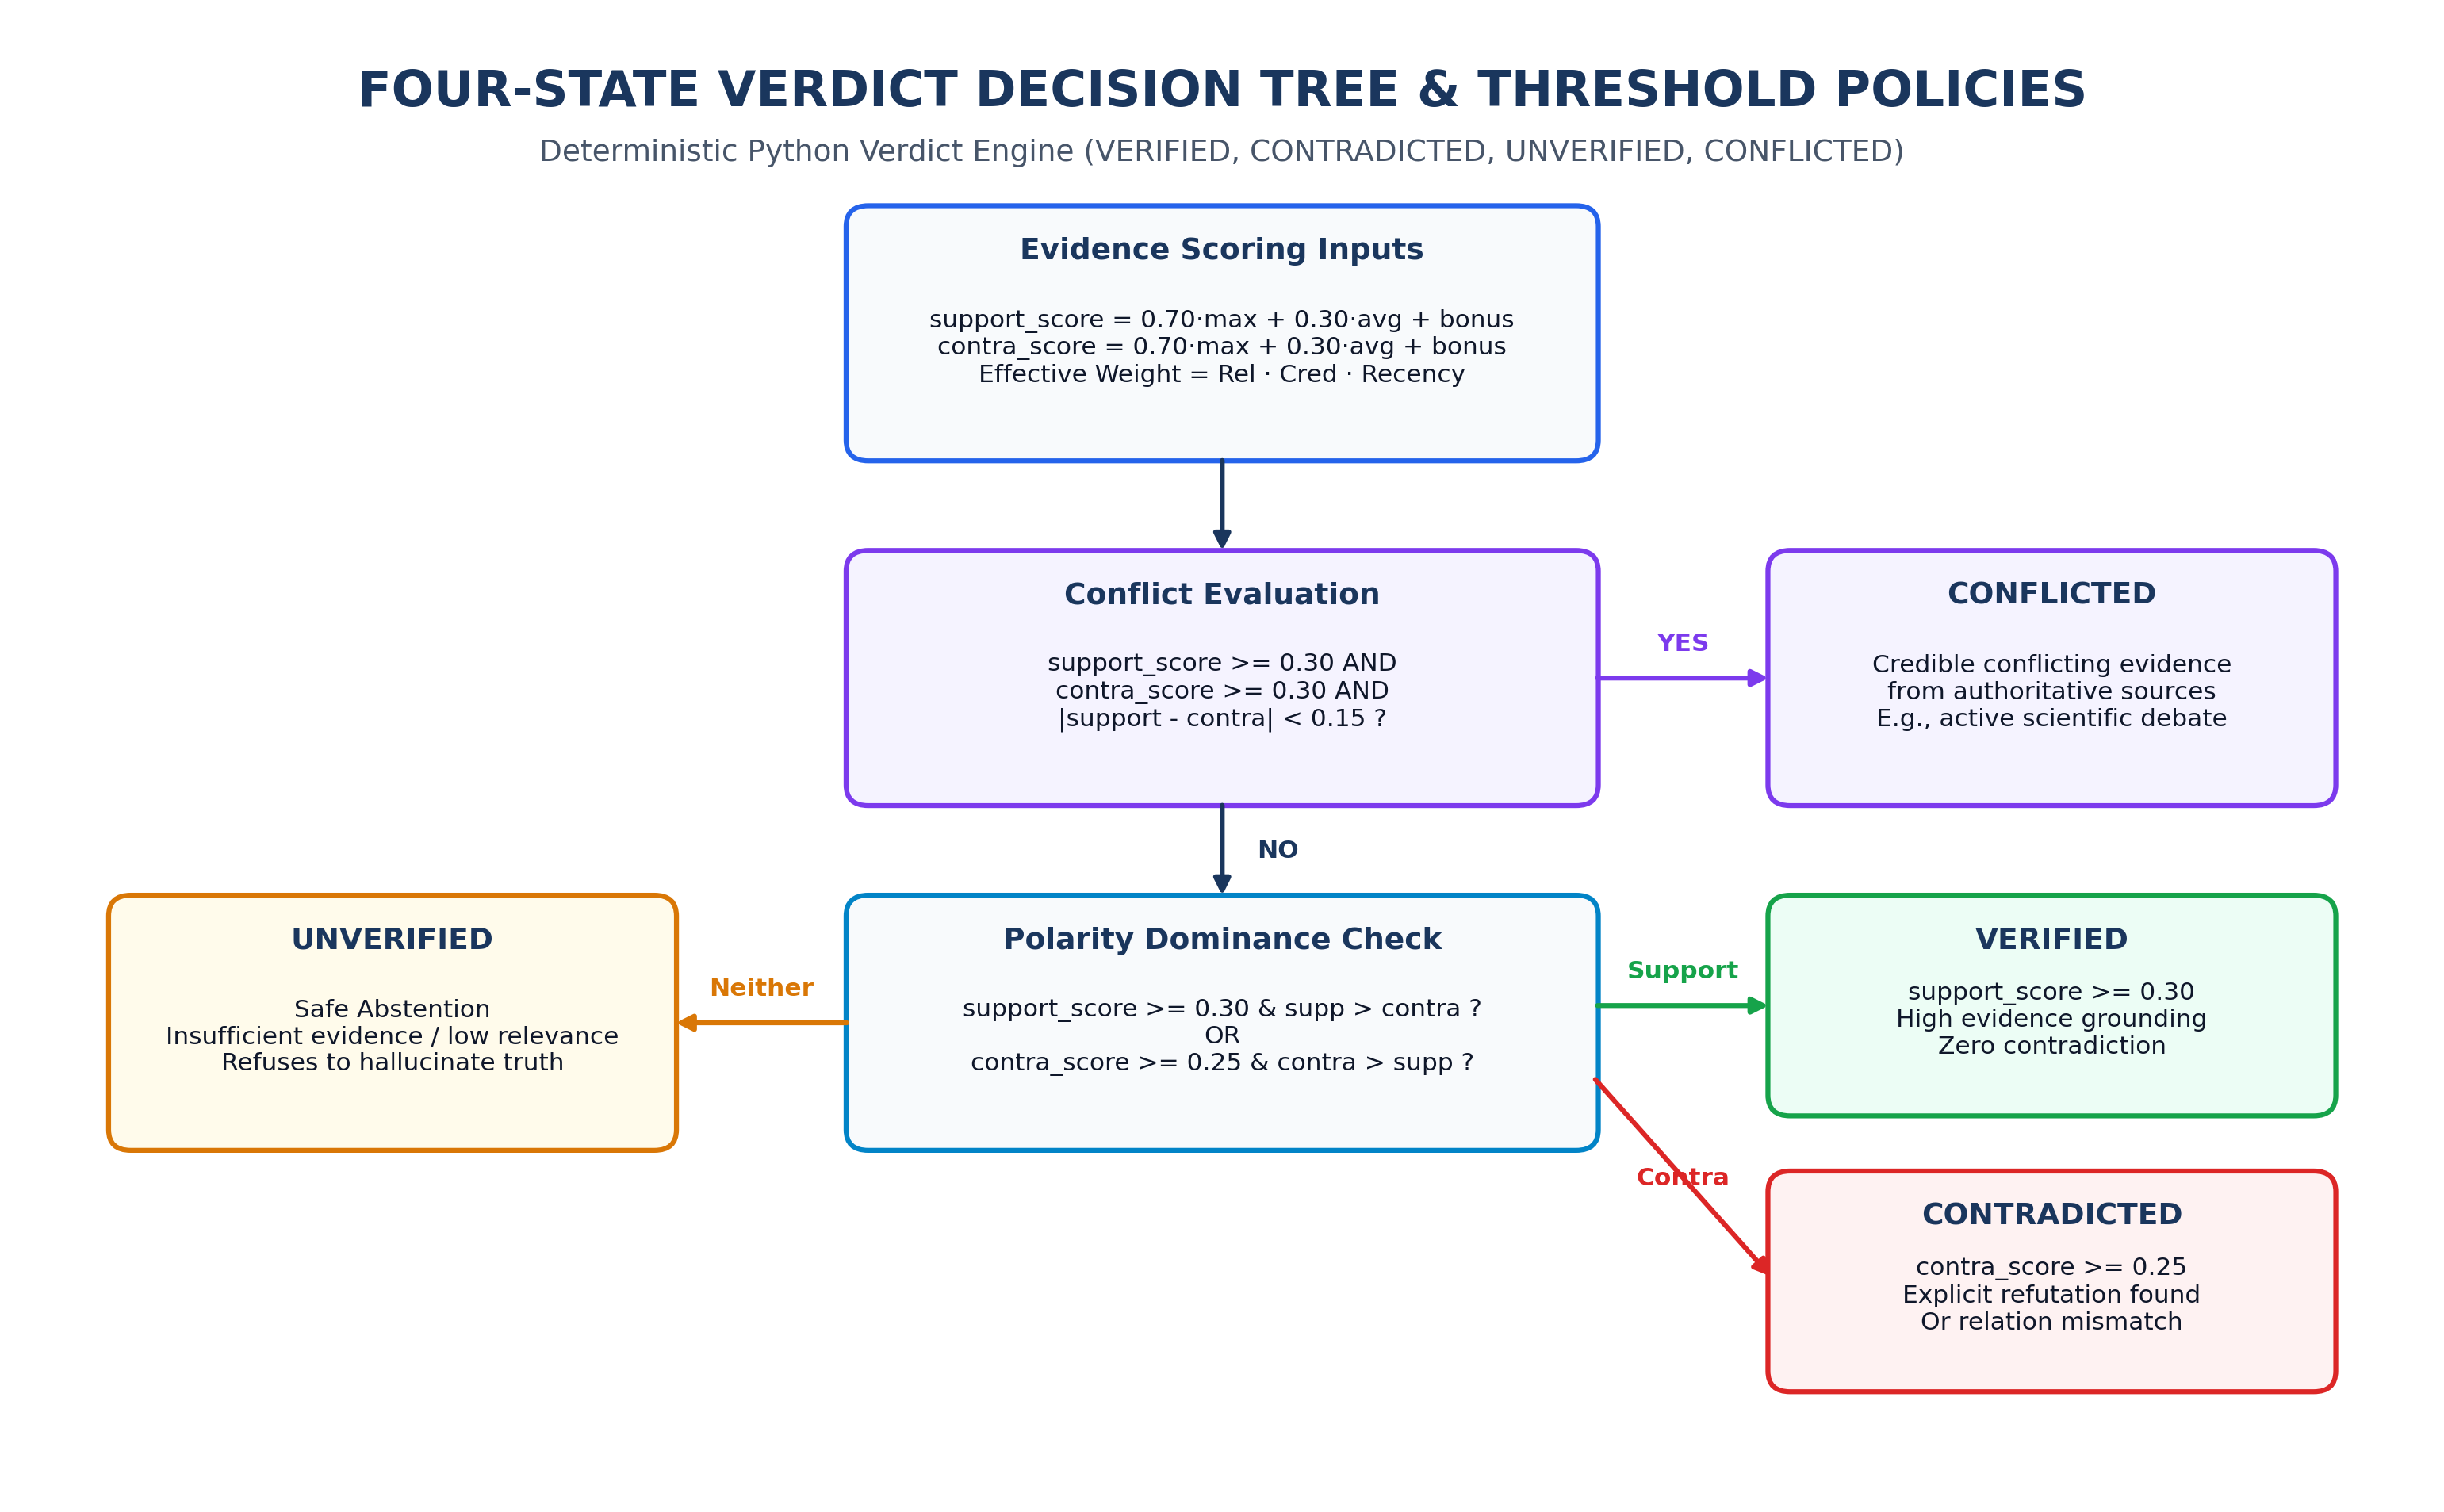 FOUR-STATE VERDICT DECISION TREE & THRESHOLD POLICIES
Deterministic Python Verdict Engine (VERIFIED, CONTRADICTED, UNVERIFIED, CONFLICTED)
Evidence Scoring Inputs
support_score = 0.70·max + 0.30·avg + bonus
contra_score = 0.70·max + 0.30·avg + bonus
Effective Weight = Rel · Cred · Recency
Conflict Evaluation
support_score >= 0.30 AND
contra_score >= 0.30 AND
|support - contra| < 0.15 ?
YES
CONFLICTED
Credible conflicting evidence
from authoritative sources
E.g., active scientific debate
NO
UNVERIFIED
Safe Abstention
Insufficient evidence / low relevance
Refuses to hallucinate truth
Neither
Polarity Dominance Check
support_score >= 0.30 & supp > contra ?
OR
contra_score >= 0.25 & contra > supp ?
Support
VERIFIED
support_score >= 0.30
High evidence grounding
Zero contradiction
Contra
CONTRADICTED
contra_score >= 0.25
Explicit refutation found
Or relation mismatch